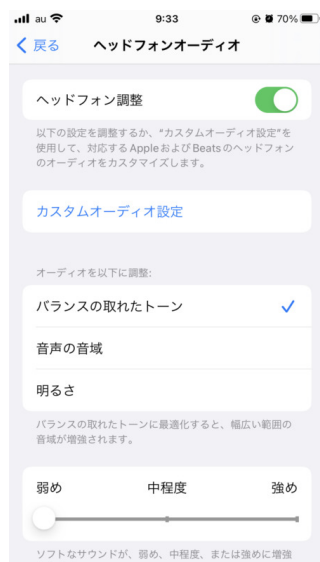 au 9:33 70%
戻る ヘッドフォンオーディオ
ヘッドフォン調整
以下の設定を調整するか、“カスタムオーディオ設定”を
使用して、対応するAppleおよびBeatsのヘッドフォン
のオーディオをカスタマイズします。
カスタムオーディオ設定
オーディオを以下に調整:
バランスの取れたトーン
音声の音域
明るさ
バランスの取れたトーンに最適化すると、幅広い範囲の
音域が増強されます。
弱め 中程度 強め
ソフトなサウンドが、弱め、中程度、または強めに増強